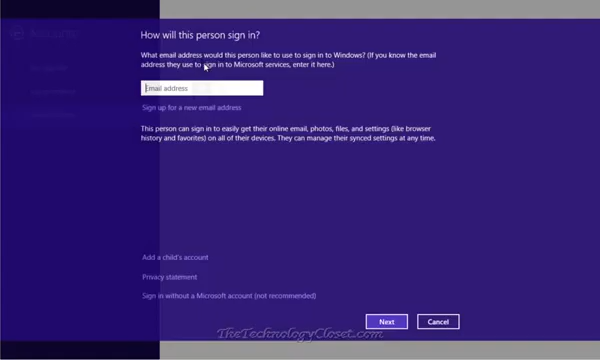 How will this person sign in?
What email address would this person like to use to sign in to Windows? (If you know the email
address they use to sign in to Microsoft services, enter it here.)
Email address
Sign up for a new email address
This person can sign in to easily get their online email, photos, files, and settings (like browser
history and favorites) on all of their devices. They can manage their synced settings at any time.
Add a child's account
Privacy statement
Sign in without a Microsoft account (not recommended)
Next
Cancel
TheTechnologyCloset.com